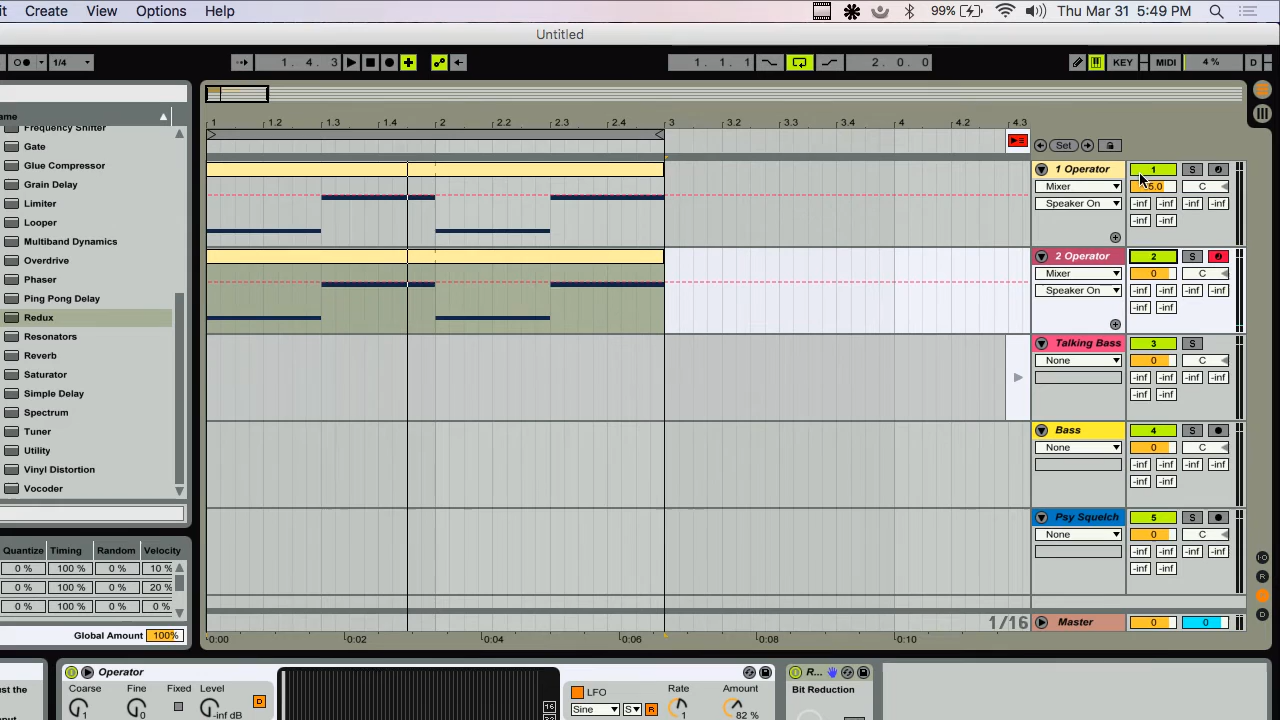 it Create View Options Help 99% Thu Mar 31 5:49 PM
Untitled
1/4 1. 4. 3 1. 1. 1 2. 0. 0 KEY MIDI 4 % D
ame
1 1.2 1.3 1.4 2 2.2 2.3 2.4 3 3.2 3.3 3.4 4 4.2 4.3
Frequency Shifter
Gate
Glue Compressor
Grain Delay
Limiter
Looper
Multiband Dynamics
Overdrive
Phaser
Ping Pong Delay
Redux
Resonators
Reverb
Saturator
Simple Delay
Spectrum
Tuner
Utility
Vinyl Distortion
Vocoder
Set
1 Operator 1 S
Mixer C
Speaker On -inf -inf -inf -inf
-inf -inf
2 Operator 2 S
Mixer 0 C
Speaker On -inf -inf -inf -inf
-inf -inf
Talking Bass 3 S
None 0 C
-inf -inf -inf -inf
-inf -inf
Bass 4 S
None 0 C
-inf -inf -inf -inf
-inf -inf
Psy Squelch 5 S
None 0 C
-inf -inf -inf -inf
-inf -inf
I·O
R
D
Quantize Timing Random Velocity
0 % 100 % 0 % 10 %
0 % 100 % 0 % 20 %
0 % 100 % 0 % 0 %
Global Amount 100%
1/16 Master 0 0
0:00 0:02 0:04 0:06 0:08 0:10
Operator R...
ust the Coarse Fine Fixed Level D LFO Rate Amount Bit Reduction
1 0 -inf dB 16 Sine S R 1 82 %